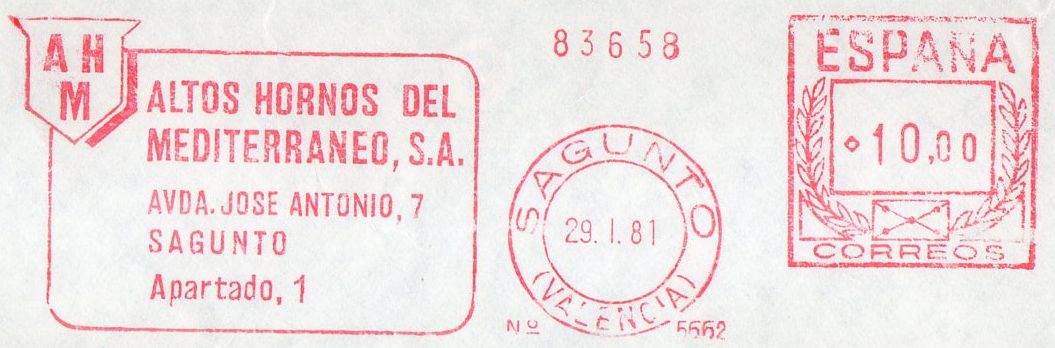 A H
M
ALTOS HORNOS DEL
MEDITERRANEO, S.A.
AVDA. JOSE ANTONIO, 7
SAGUNTO
Apartado, 1
83658
SAGUNTO
29. I. 81
(VALENCIA)
Nº 5662
ESPAÑA
10,00
CORREOS